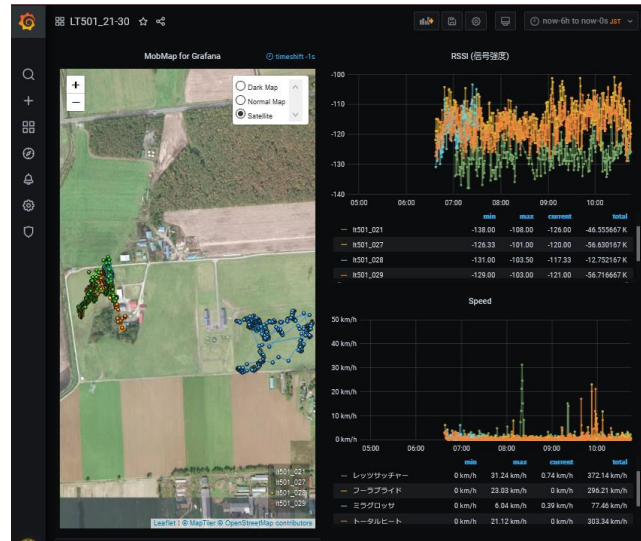 LT501_21-30
now-6h to now-0s JST
MobMap for Grafana
timeshift -1s
+
−
Dark Map
Normal Map
Satellite
lt501_021
lt501_027
lt501_028
lt501_029
Leaflet | © MapTiler © OpenStreetMap contributors
RSSI (信号強度)
-100
-110
-120
-130
-140
05:00 06:00 07:00 08:00 09:00 10:00
min max current total
lt501_021 -138.00 -108.00 -126.00 -46.555667 K
lt501_027 -126.33 -101.00 -120.00 -56.630167 K
lt501_028 -131.00 -103.50 -117.33 -12.752167 K
lt501_029 -129.00 -103.00 -121.00 -56.716667 K
Speed
50 km/h
40 km/h
30 km/h
20 km/h
10 km/h
0 km/h
05:00 06:00 07:00 08:00 09:00 10:00
min max current total
レッツサッチャー 0 km/h 31.24 km/h 0.74 km/h 372.14 km/h
フーラブライド 0 km/h 23.03 km/h 0 km/h 296.21 km/h
ミラグロッサ 0 km/h 6.04 km/h 0.39 km/h 77.46 km/h
トータルヒート 0 km/h 21.12 km/h 0 km/h 303.34 km/h